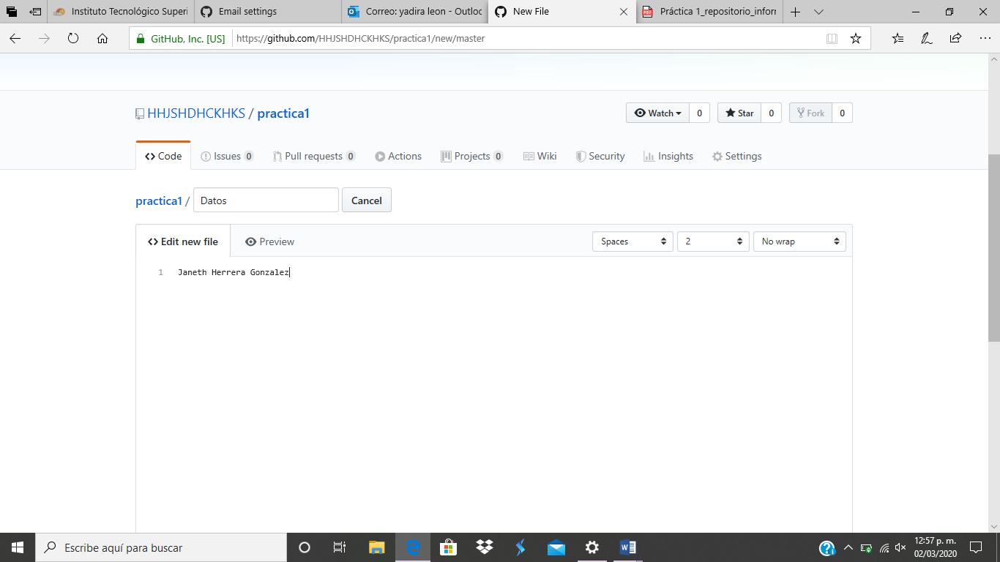 Instituto Tecnológico Superi
Email settings
Correo: yadira leon - Outloc
New File
Práctica 1_repositorio_inforn
GitHub, Inc. [US]
https://github.com/HHJSHDHCKHKS/practica1/new/master
HHJSHDHCKHKS / practica1
Watch 0
Star 0
Fork 0
Code
Issues 0
Pull requests 0
Actions
Projects 0
Wiki
Security
Insights
Settings
practica1 / Datos Cancel
Edit new file
Preview
Spaces
2
No wrap
1 Janeth Herrera Gonzalez
Escribe aquí para buscar
12:57 p. m.
02/03/2020